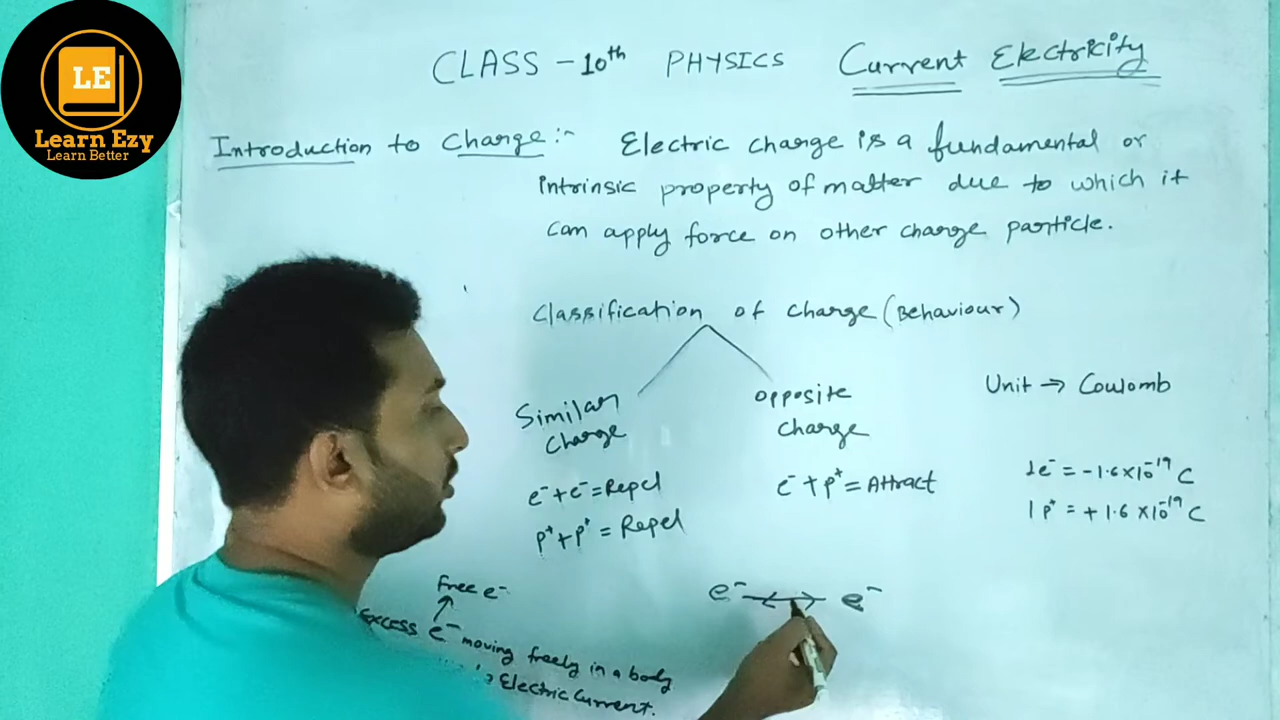 LE
Learn Ezy
Learn Better
CLASS - 10th PHYSICS Current Electricity
Introduction to Charge:- Electric charge is a fundamental or
intrinsic property of matter due to which it
can apply force on other charge particle.
Classification of charge (Behaviour)
Similar
Charge
opposite
charge
Unit → Coulomb
e⁻ + e⁻ = Repel
p⁺ + p⁺ = Repel
e⁻ + p⁺ = Attract
1e⁻ = -1.6×10⁻¹⁹ C
1 p⁺ = +1.6×10⁻¹⁹ C
Free e⁻
Excess e⁻ moving freely in a body
Electric Current.
e⁻ e⁻